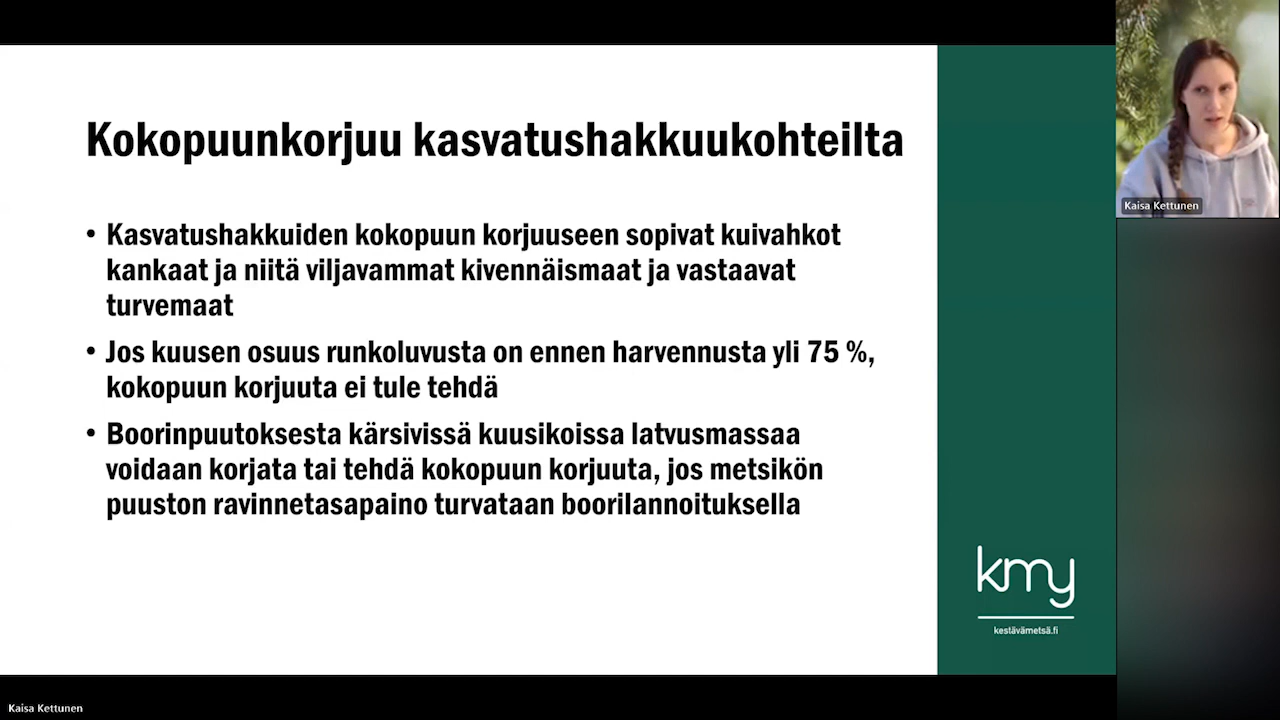 Kokopuunkorjuu kasvatushakkuukohteilta
• Kasvatushakkuiden kokopuun korjuuseen sopivat kuivahkot
kankaat ja niitä viljavammat kivennäismaat ja vastaavat
turvemaat
• Jos kuusen osuus runkoluvusta on ennen harvennusta yli 75 %,
kokopuun korjuuta ei tule tehdä
• Boorinpuutoksesta kärsivissä kuusikoissa latvusmassaa
voidaan korjata tai tehdä kokopuun korjuuta, jos metsikön
puuston ravinnetasapaino turvataan boorilannoituksella
kmy
kestävämetsä.fi
Kaisa Kettunen
Kaisa Kettunen